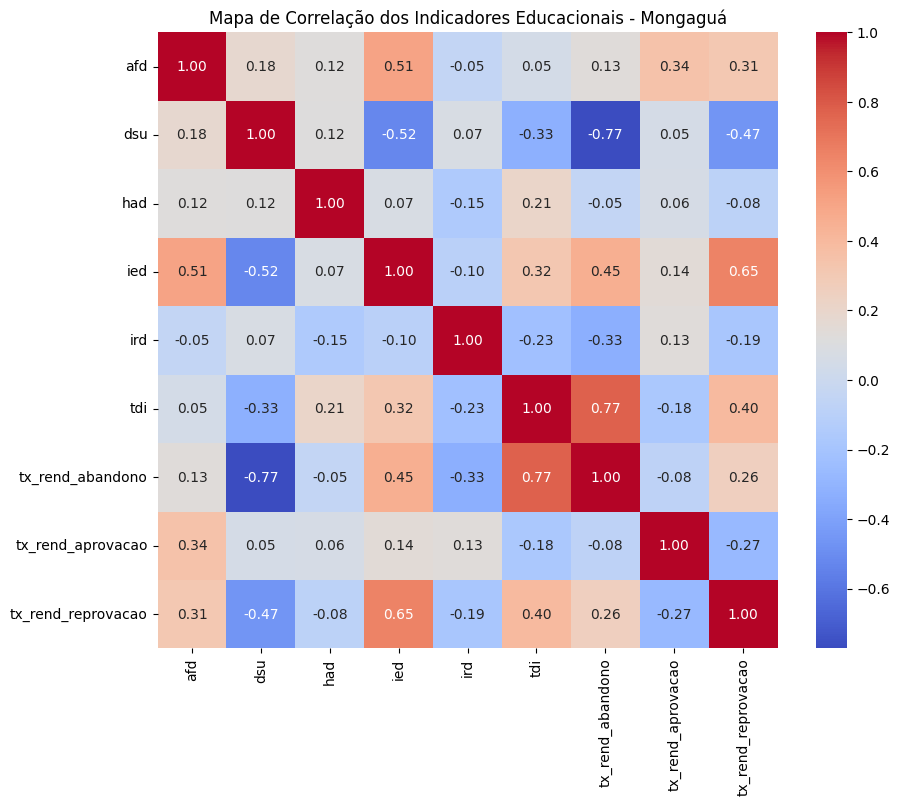 Mapa de Correlação dos Indicadores Educacionais - Mongaguá
afd 1.00 0.18 0.12 0.51 -0.05 0.05 0.13 0.34 0.31
dsu 0.18 1.00 0.12 -0.52 0.07 -0.33 -0.77 0.05 -0.47
had 0.12 0.12 1.00 0.07 -0.15 0.21 -0.05 0.06 -0.08
ied 0.51 -0.52 0.07 1.00 -0.10 0.32 0.45 0.14 0.65
ird -0.05 0.07 -0.15 -0.10 1.00 -0.23 -0.33 0.13 -0.19
tdi 0.05 -0.33 0.21 0.32 -0.23 1.00 0.77 -0.18 0.40
tx_rend_abandono 0.13 -0.77 -0.05 0.45 -0.33 0.77 1.00 -0.08 0.26
tx_rend_aprovacao 0.34 0.05 0.06 0.14 0.13 -0.18 -0.08 1.00 -0.27
tx_rend_reprovacao 0.31 -0.47 -0.08 0.65 -0.19 0.40 0.26 -0.27 1.00
afd dsu had ied ird tdi tx_rend_abandono tx_rend_aprovacao tx_rend_reprovacao
1.0
0.8
0.6
0.4
0.2
0.0
−0.2
−0.4
−0.6